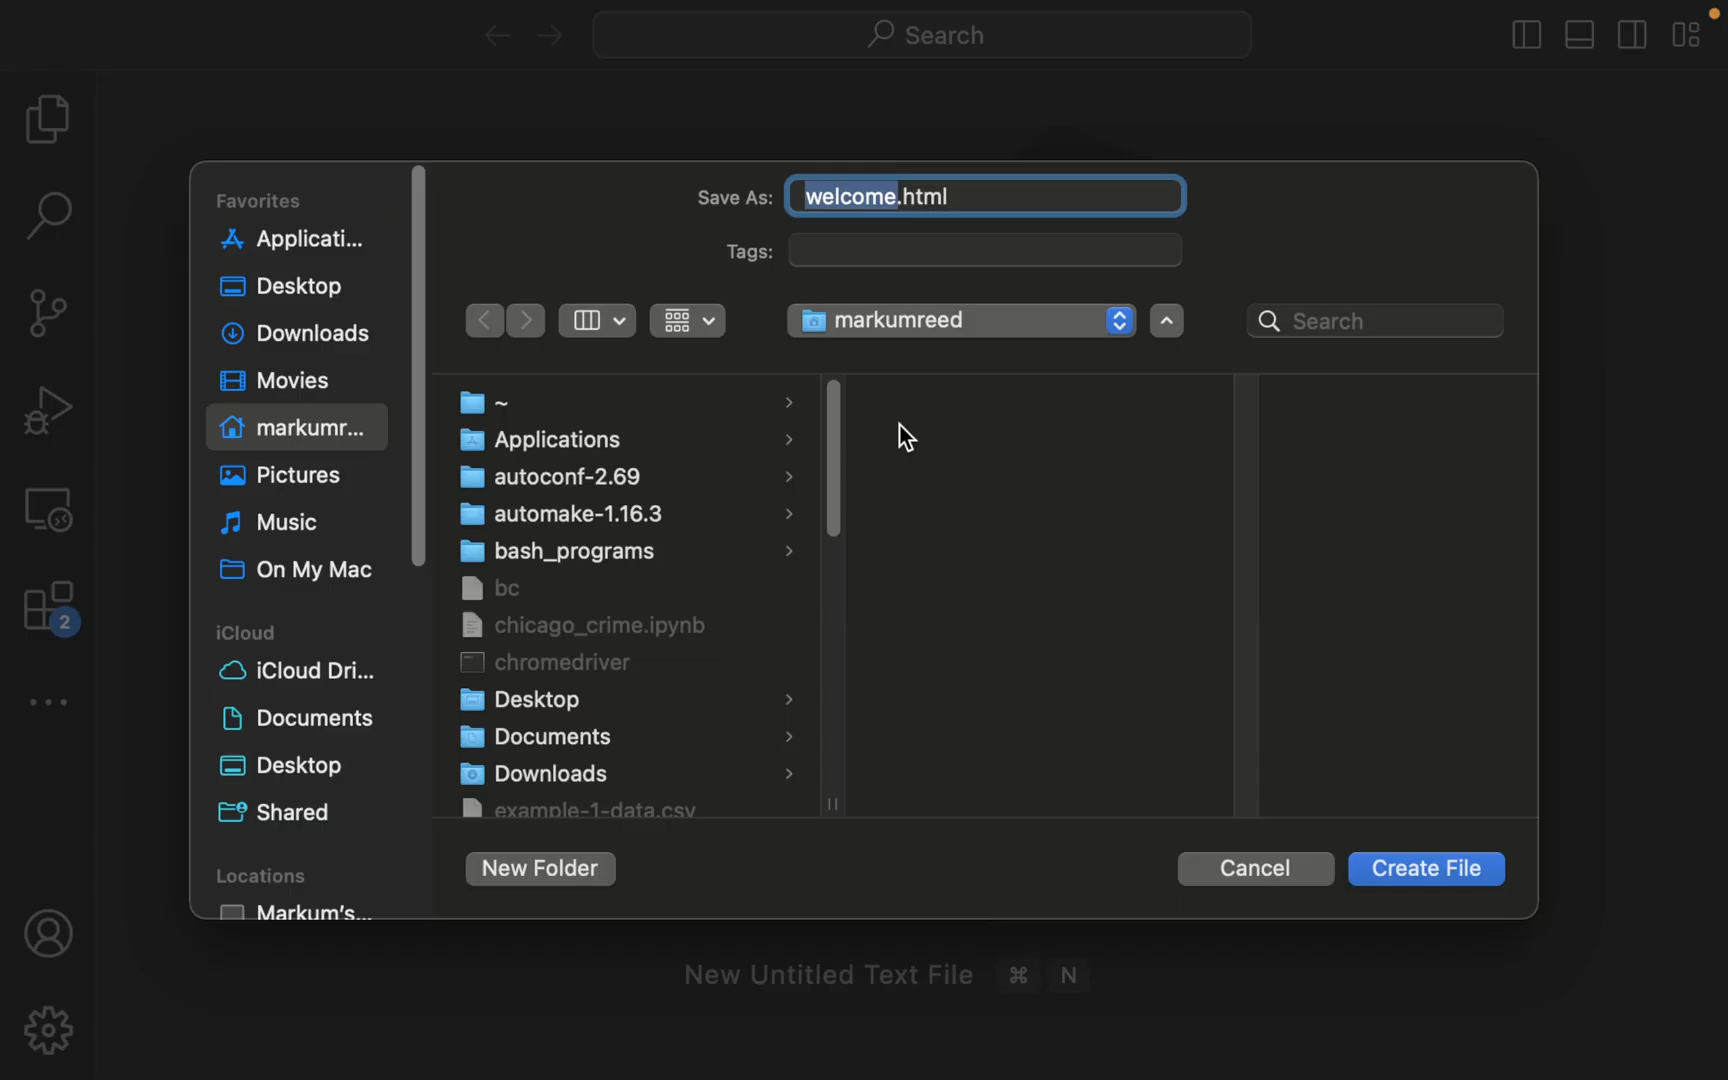 Search
Favorites
Applicati...
Desktop
Downloads
Movies
markumr...
Pictures
Music
On My Mac
iCloud
iCloud Dri...
Documents
Desktop
Shared
Locations
Markum's...
Save As: welcome.html
Tags:
markumreed
Search
~
Applications
autoconf-2.69
automake-1.16.3
bash_programs
bc
chicago_crime.ipynb
chromedriver
Desktop
Documents
Downloads
example-1-data.csv
New Folder
Cancel
Create File
2
New Untitled Text File ⌘ N